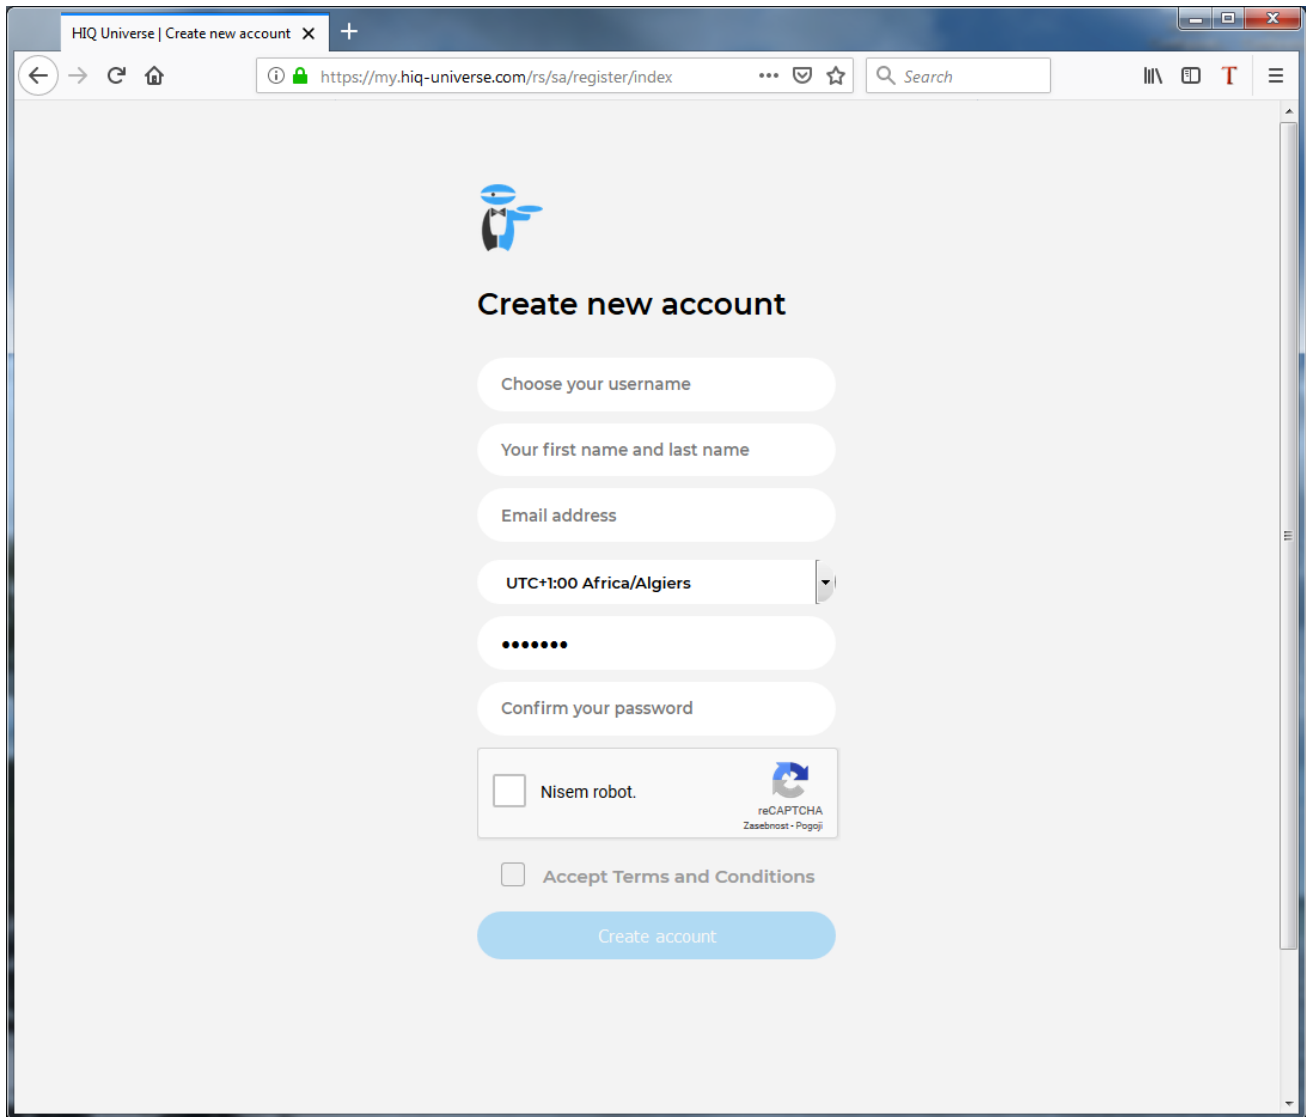 HIQ Universe | Create new account
https://my.hiq-universe.com/rs/sa/register/index
Search
T
Create new account
Choose your username
Your first name and last name
Email address
UTC+1:00 Africa/Algiers
Confirm your password
Nisem robot.
reCAPTCHA
Zasebnost - Pogoji
Accept Terms and Conditions
Create account